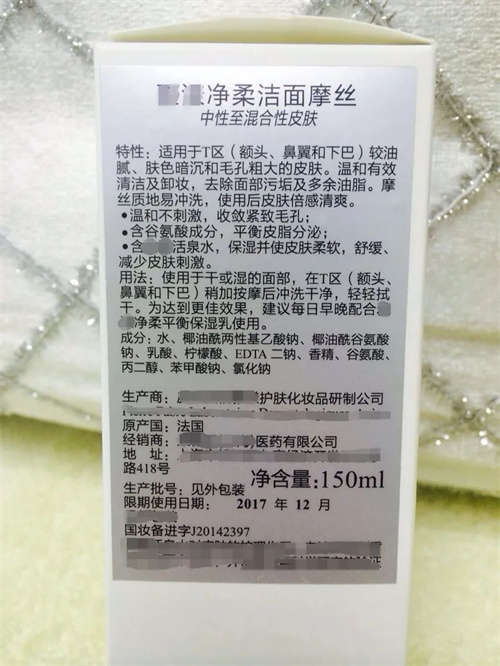 净柔洁面摩丝
中性至混合性皮肤
特性：适用于T区（额头、鼻翼和下巴）较油
腻、肤色暗沉和毛孔粗大的皮肤。温和有效
清洁及卸妆，去除面部污垢及多余油脂。摩
丝质地易冲洗，使用后皮肤倍感清爽。
•温和不刺激，收敛紧致毛孔；
•含谷氨酸成分，平衡皮脂分泌；
•含活泉水，保湿并使皮肤柔软，舒缓、
减少皮肤刺激。
用法：使用于干或湿的面部，在T区（额头、
鼻翼和下巴）稍加按摩后冲洗干净，轻轻拭
干。为达到更佳效果，建议每日早晚配合
净柔平衡保湿乳使用。
成分：水、椰油酰两性基乙酸钠、椰油酰谷氨酸
钠、乳酸、柠檬酸、EDTA 二钠、香精、谷氨酸、
丙二醇、苯甲酸钠、氯化钠
生产商：护肤化妆品研制公司
原产国：法国
经销商：医药有限公司
地 址：
路418号
净含量:150ml
生产批号：见外包装
限期使用日期： 2017 年 12 月
国妆备进字J20142397